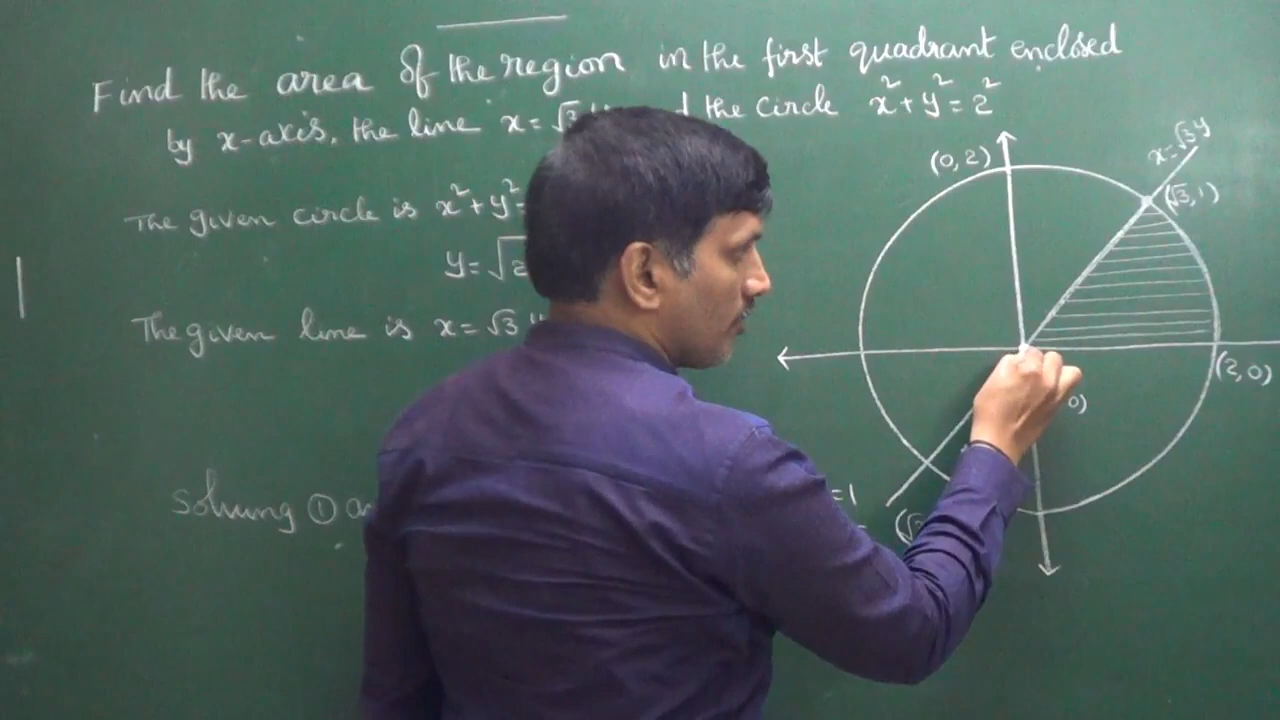 Find the area of the region in the first quadrant enclosed
by x-axis, the line x = √3 the circle x² + y² = 2²
The given circle is x² + y² =
y = √2
The given line is x = √3 y
Solving ①
=1
(0, 2)
x = √3 y
(√3, 1)
(2, 0)
0)